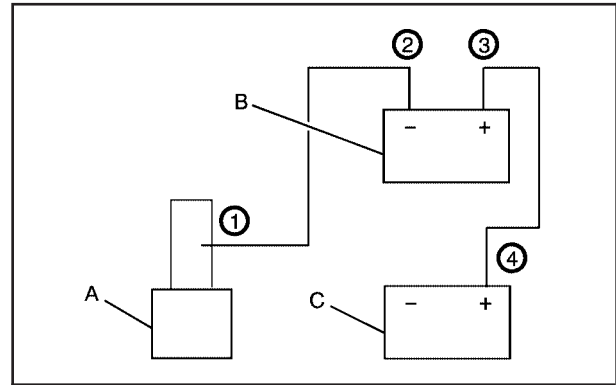 ② ③
B
− +
①
④
A
C
− +